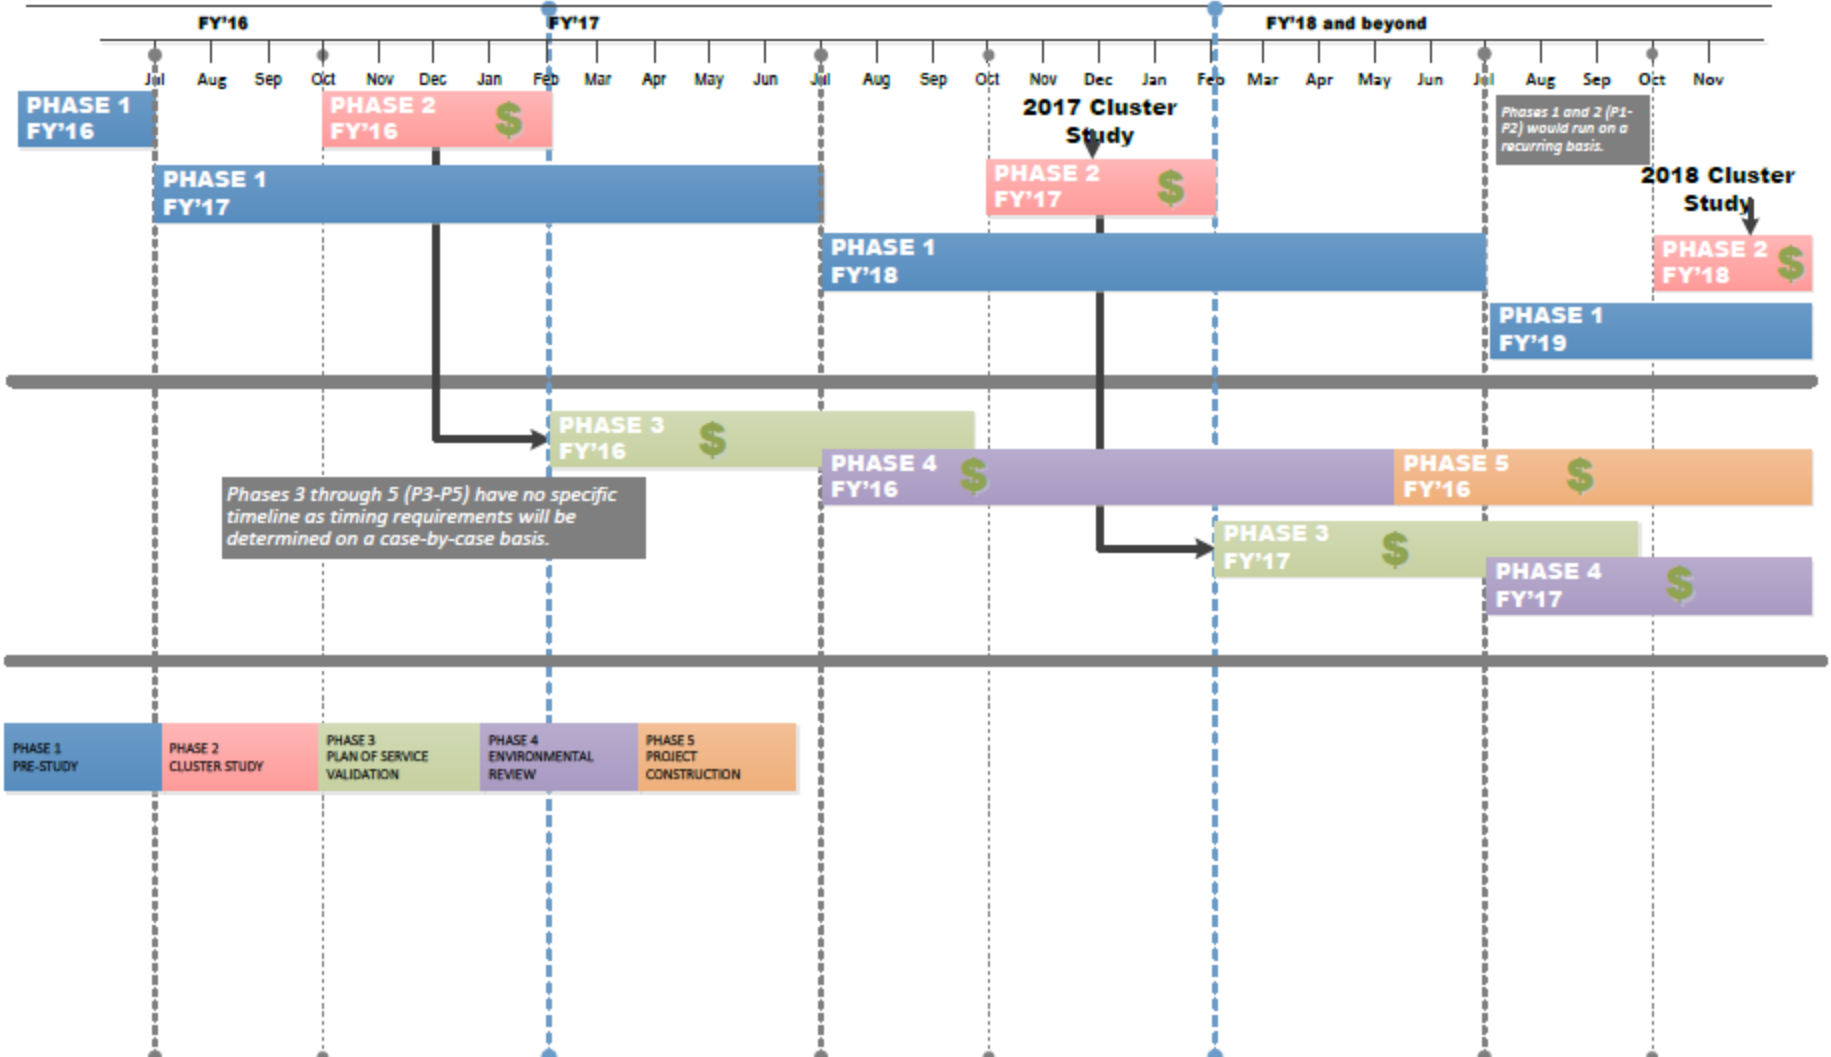 FY'16
FY'17
FY'18 and beyond
Jul Aug Sep Oct Nov Dec Jan Feb Mar Apr May Jun Jul Aug Sep Oct Nov Dec Jan Feb Mar Apr May Jun Jul Aug Sep Oct Nov
PHASE 1
FY'16
PHASE 2
FY'16
$
2017 Cluster
Study
Phases 1 and 2 (P1-
P2) would run on a
recurring basis.
PHASE 1
FY'17
PHASE 2
FY'17
$
2018 Cluster
Study
PHASE 1
FY'18
PHASE 2
FY'18
$
PHASE 1
FY'19
PHASE 3
FY'16
$
PHASE 4
FY'16
$
PHASE 5
FY'16
$
Phases 3 through 5 (P3-P5) have no specific
timeline as timing requirements will be
determined on a case-by-case basis.
PHASE 3
FY'17
$
PHASE 4
FY'17
$
PHASE 1
PRE-STUDY
PHASE 2
CLUSTER STUDY
PHASE 3
PLAN OF SERVICE
VALIDATION
PHASE 4
ENVIRONMENTAL
REVIEW
PHASE 5
PROJECT
CONSTRUCTION